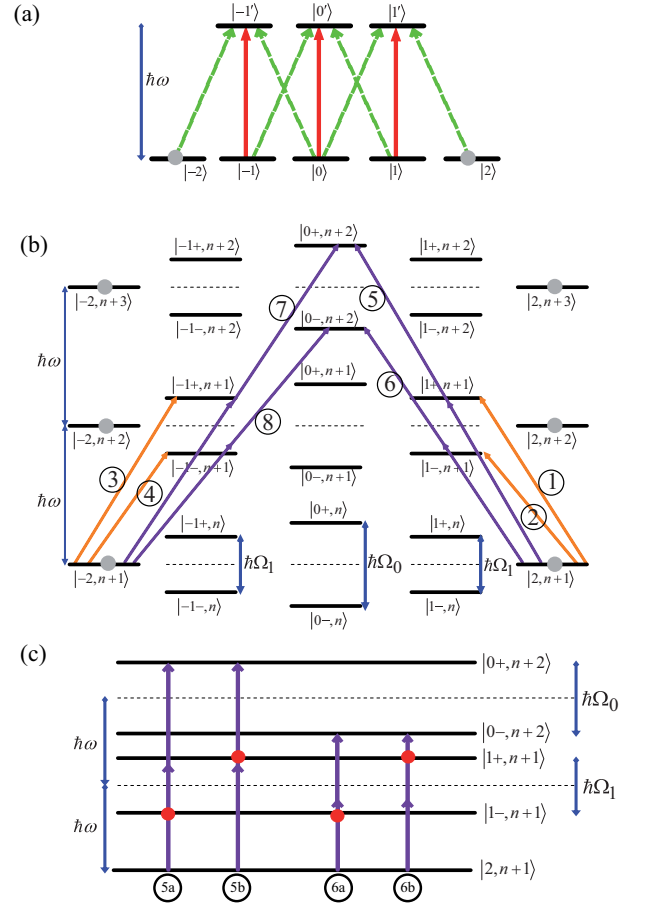 (a)
|−1′⟩ |0′⟩ |1′⟩
ħω
|−2⟩ |−1⟩ |0⟩ |1⟩ |2⟩
(b)
|0+, n+2⟩
|−1+, n+2⟩ |1+, n+2⟩
|−2, n+3⟩ ⑦ ⑤ |2, n+3⟩
|−1−, n+2⟩ |0−, n+2⟩ |1−, n+2⟩
ħω
|−1+, n+1⟩ |0+, n+1⟩ |1+, n+1⟩
⑥
⑧
|−2, n+2⟩ |2, n+2⟩
|−1−, n+1⟩ |0−, n+1⟩ |1−, n+1⟩
③ ④ ①
ħω ②
|−1+, n⟩ |0+, n⟩ |1+, n⟩
ħΩ₁ ħΩ₀ ħΩ₁
|−2, n+1⟩ |2, n+1⟩
|−1−, n⟩ |0−, n⟩ |1−, n⟩
(c)
|0+, n+2⟩
ħΩ₀
|0−, n+2⟩
ħω
|1+, n+1⟩
ħΩ₁
|1−, n+1⟩
ħω
|2, n+1⟩
5a 5b 6a 6b